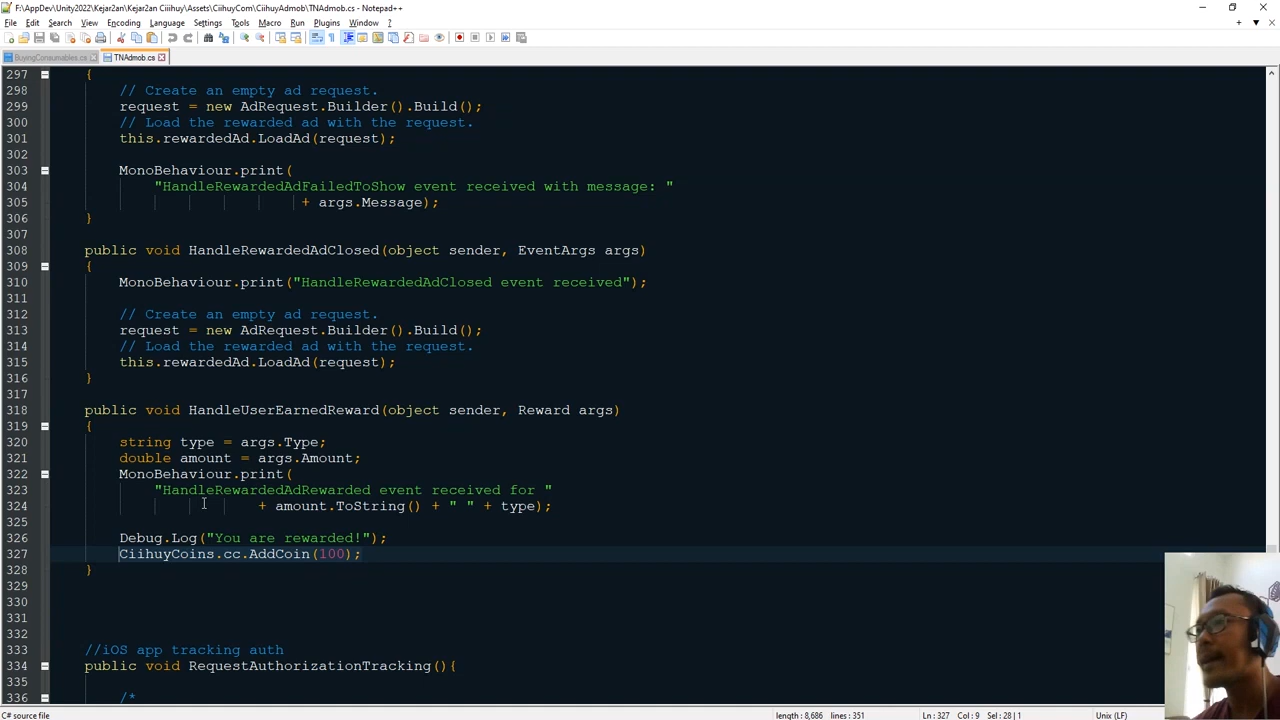 F:\AppDev\Unity2022\Kejar2an\Kejar2an Ciihuy\Assets\CiihuyCom\CiihuyAdmob\TNAdmob.cs - Notepad++
File Edit Search View Encoding Language Settings Tools Macro Run Plugins Window ?
BuyingConsumables.cs TNAdmob.cs
297 {
298 // Create an empty ad request.
299 request = new AdRequest.Builder().Build();
300 // Load the rewarded ad with the request.
301 this.rewardedAd.LoadAd(request);
302
303 MonoBehaviour.print(
304 "HandleRewardedAdFailedToShow event received with message: "
305 + args.Message);
306 }
307
308 public void HandleRewardedAdClosed(object sender, EventArgs args)
309 {
310 MonoBehaviour.print("HandleRewardedAdClosed event received");
311
312 // Create an empty ad request.
313 request = new AdRequest.Builder().Build();
314 // Load the rewarded ad with the request.
315 this.rewardedAd.LoadAd(request);
316 }
317
318 public void HandleUserEarnedReward(object sender, Reward args)
319 {
320 string type = args.Type;
321 double amount = args.Amount;
322 MonoBehaviour.print(
323 "HandleRewardedAdRewarded event received for "
324 + amount.ToString() + " " + type);
325
326 Debug.Log("You are rewarded!");
327 CiihuyCoins.cc.AddCoin(100);
328 }
329
330
331
332
333 //iOS app tracking auth
334 public void RequestAuthorizationTracking(){
335
336 /*
C# source file length : 8,686 lines : 351 Ln : 327 Col : 9 Sel : 28 | 1 Unix (LF)